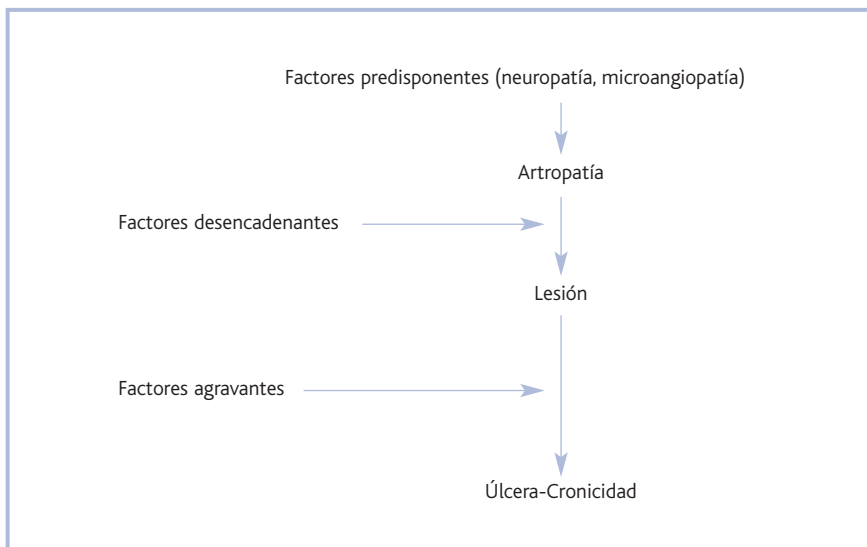 Factores predisponentes (neuropatía, microangiopatía)
Artropatía
Factores desencadenantes
Lesión
Factores agravantes
Úlcera-Cronicidad